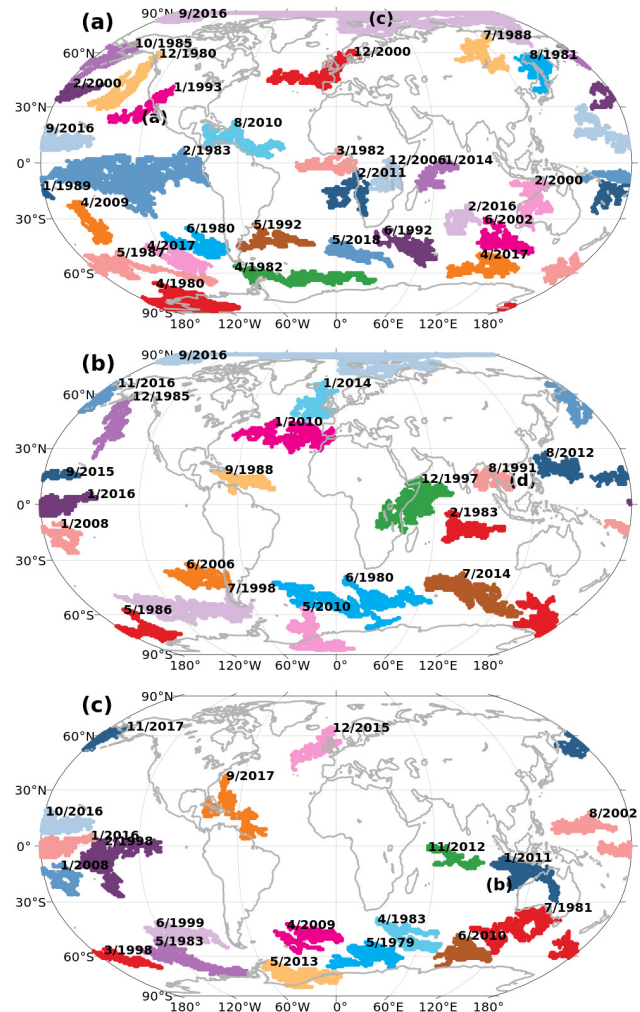 (a)
90°N
9/2016
(c)
10/1985
12/1980
12/2000
7/1988
8/1981
60°N
2/2000
1/1993
30°N
(a)
8/2010
9/2016
2/1983
3/1982
12/2006
1/2014
0°
2/2011
2/2000
1/1989
4/2009
2/2016
6/2002
30°S
6/1980
5/1992
6/1992
4/2017
5/1987
5/2018
4/2017
60°S
4/1980
4/1982
90°S
180°
120°W
60°W
0°
60°E
120°E
180°
(b)
90°N
9/2016
11/2016
12/1985
1/2014
60°N
1/2010
30°N
9/2015
9/1988
12/1997
8/1991
(d)
8/2012
1/2016
0°
1/2008
2/1983
30°S
6/2006
7/1998
6/1980
7/2014
5/1986
5/2010
60°S
90°S
180°
120°W
60°W
0°
60°E
120°E
180°
(c)
90°N
11/2017
12/2015
60°N
9/2017
30°N
10/2016
8/2002
1/2016
2/1998
0°
11/2012
1/2011
1/2008
(b)
30°S
7/1981
6/1999
4/2009
4/1983
5/1983
5/1979
6/2010
3/1998
5/2013
60°S
90°S
180°
120°W
60°W
0°
60°E
120°E
180°